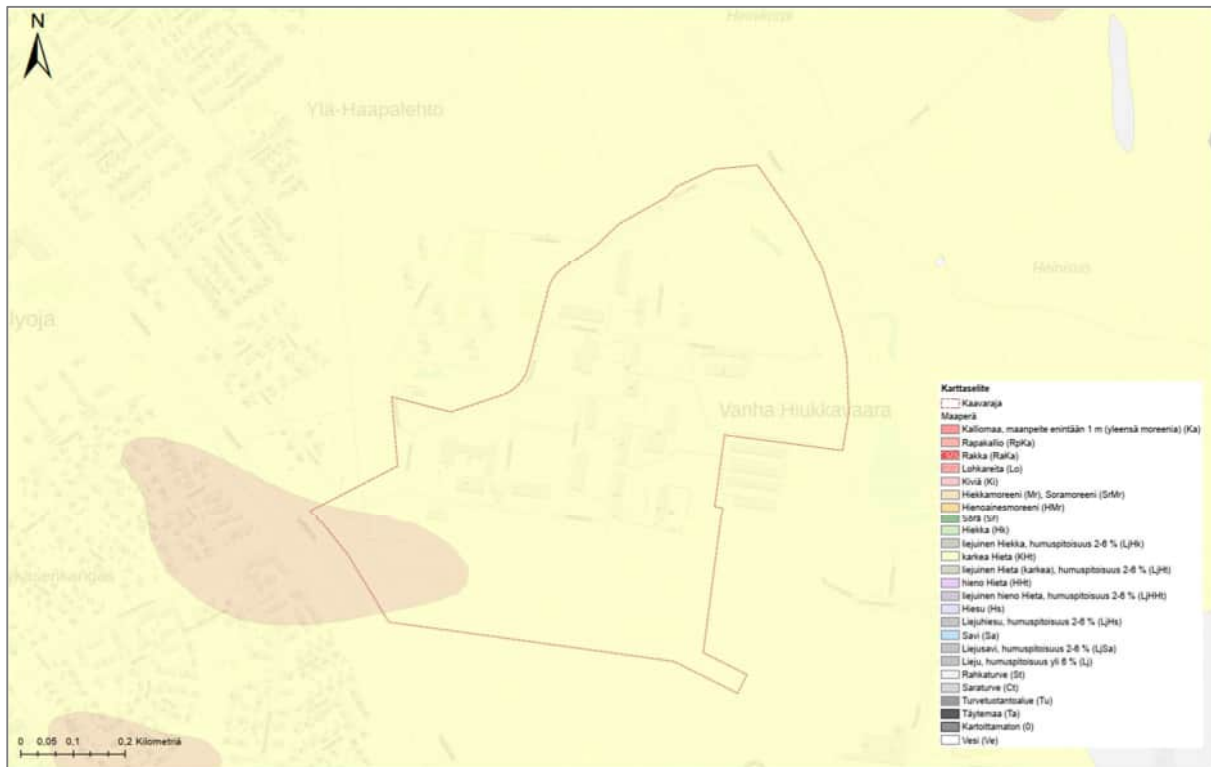 N
Ylä-Haapalehto
Vanha Hiukkavaara
Karttaselite
Kaavaraja
Maaperä
Kalliomaa, maanpeite enintään 1 m (yleensä moreenia) (Ka)
Rapakallio (RpKa)
Rakka (RaKa)
Lohkareita (Lo)
Kiviä (Ki)
Hiekkamoreeni (Mr), Soramoreeni (SrMr)
Hienoainesmoreeni (HMr)
Sora (Sr)
Hiekka (Hk)
liejuinen Hiekka, humuspitoisuus 2-6 % (LjHk)
karkea Hieta (KHt)
liejuinen Hieta (karkea), humuspitoisuus 2-6 % (LjHt)
hieno Hieta (HHt)
liejuinen hieno Hieta, humuspitoisuus 2-6 % (LjHHt)
Hiesu (Hs)
Liejuhiesu, humuspitoisuus 2-6 % (LjHs)
Savi (Sa)
Liejusavi, humuspitoisuus 2-6 % (LjSa)
Lieju, humuspitoisuus yli 6 % (Lj)
Rahkaturve (St)
Saraturve (Ct)
Turvetuotantoalue (Tu)
Täytemaa (Ta)
Kartoittamaton (0)
Vesi (Ve)
0 0,05 0,1 0,2 Kilometriä